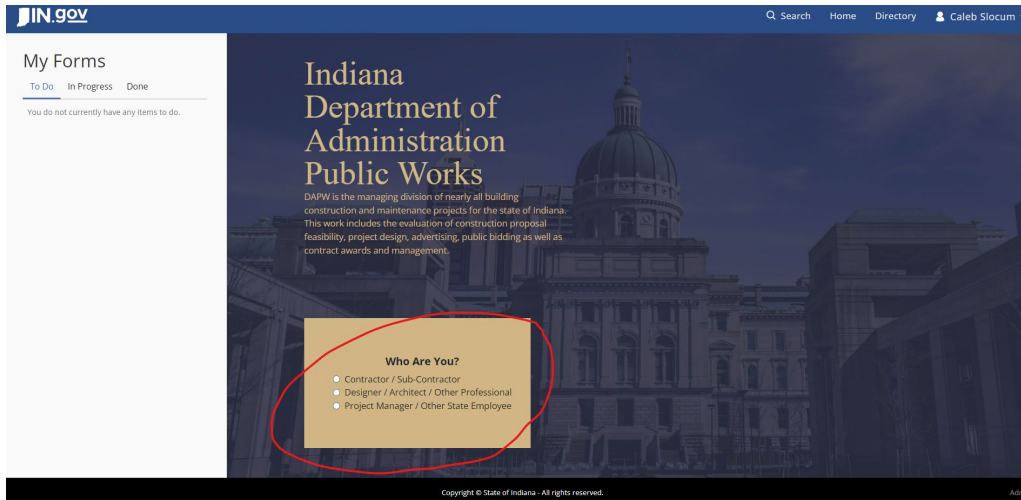 IN.gov
Search Home Directory Caleb Slocum
My Forms
To Do In Progress Done
You do not currently have any items to do.
Indiana
Department of
Administration
Public Works
DAPW is the managing division of nearly all building
construction and maintenance projects for the state of Indiana.
This work includes the evaluation of construction proposal
feasibility, project design, advertising, public bidding as well as
contract awards and management.
Who Are You?
Contractor / Sub-Contractor
Designer / Architect / Other Professional
Project Manager / Other State Employee
Copyright © State of Indiana - All rights reserved.